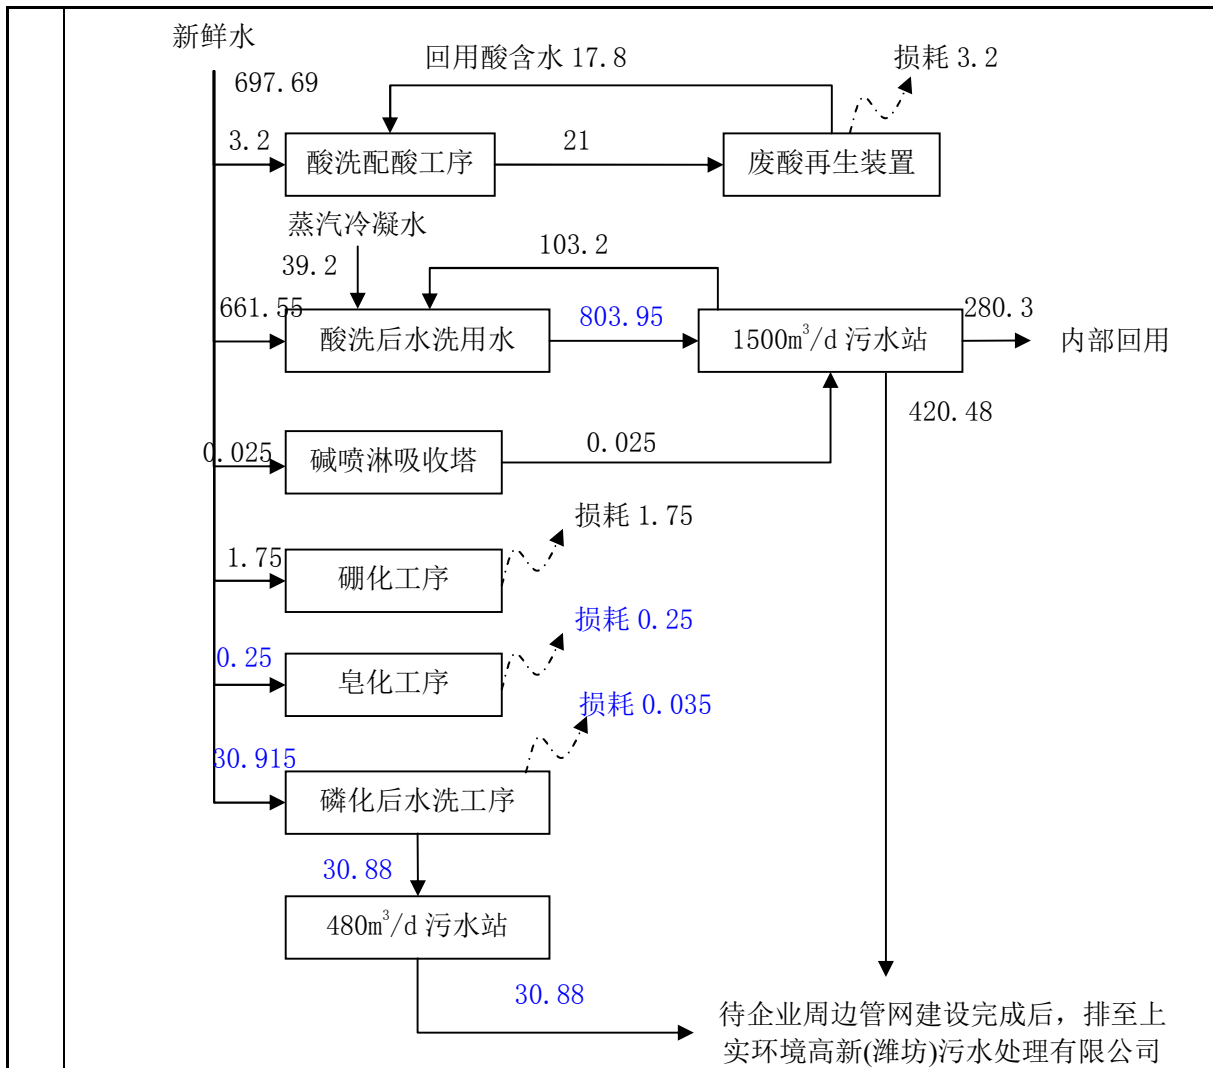 新鲜水
697.69
回用酸含水 17.8
损耗 3.2
3.2
酸洗配酸工序
21
废酸再生装置
蒸汽冷凝水
39.2
103.2
661.55
酸洗后水洗用水
803.95
1500m³/d 污水站
280.3
内部回用
420.48
0.025
碱喷淋吸收塔
0.025
损耗 1.75
1.75
硼化工序
损耗 0.25
0.25
皂化工序
损耗 0.035
30.915
磷化后水洗工序
30.88
480m³/d 污水站
30.88
待企业周边管网建设完成后，排至上
实环境高新(潍坊)污水处理有限公司